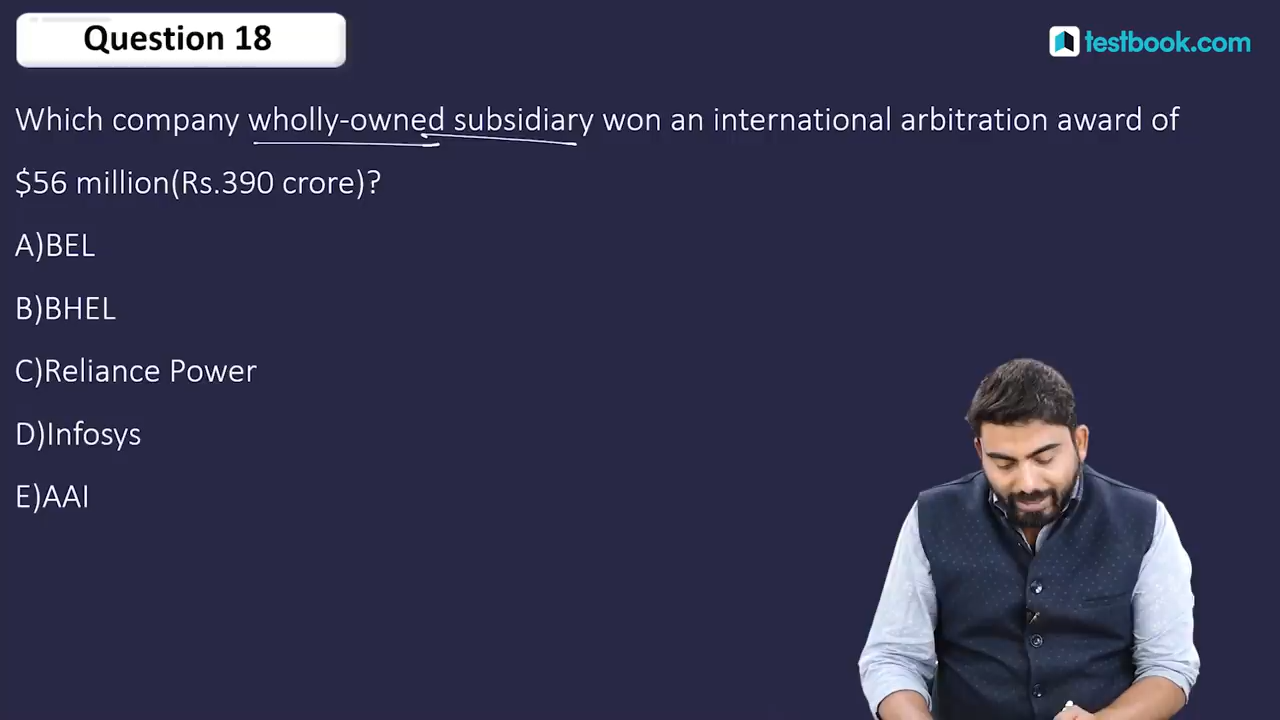 Question 18
testbook.com
Which company wholly-owned subsidiary won an international arbitration award of
$56 million(Rs.390 crore)?
A)BEL
B)BHEL
C)Reliance Power
D)Infosys
E)AAI